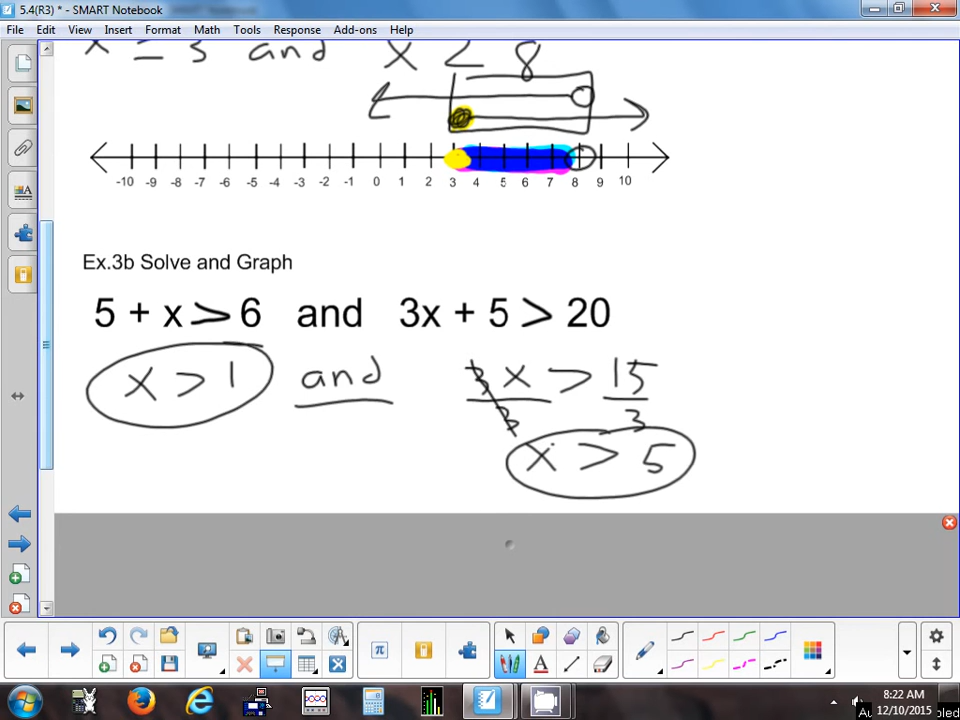 5.4(R3) * - SMART Notebook
File Edit View Insert Format Math Tools Response Add-ons Help
and x < 8
-10 -9 -8 -7 -6 -5 -4 -3 -2 -1 0 1 2 3 4 5 6 7 8 9 10
Ex.3b Solve and Graph
5 + x > 6 and 3x + 5 > 20
x > 1 and 3x > 15
3 3
x > 5
π
A
8:22 AM
12/10/2015